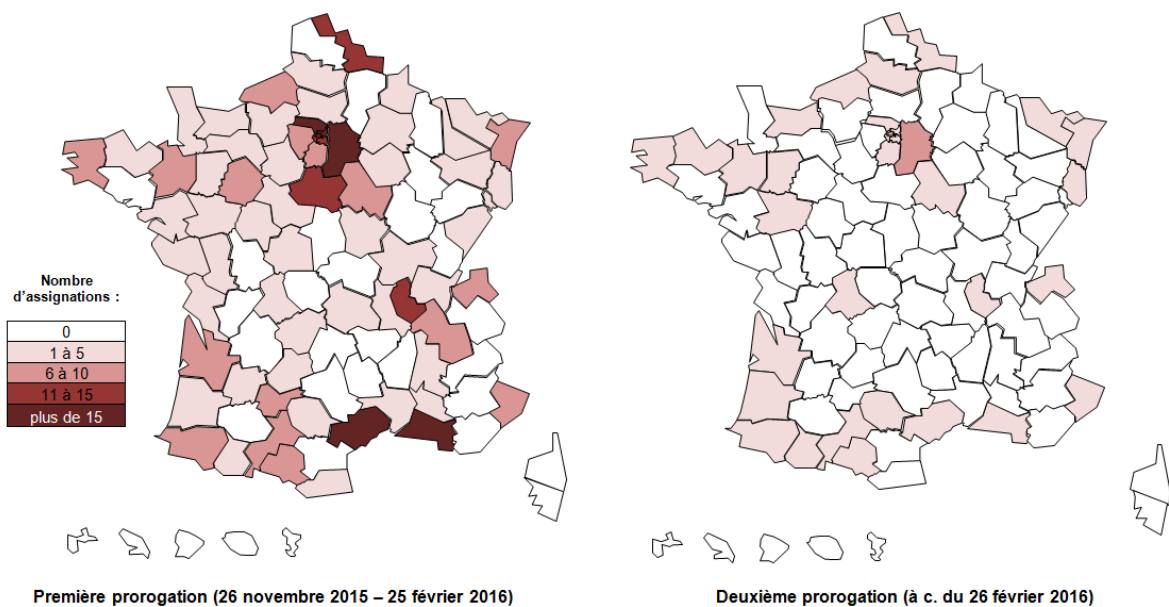 Nombre
d'assignations :
0
1 à 5
6 à 10
11 à 15
plus de 15
Première prorogation (26 novembre 2015 – 25 février 2016)
Deuxième prorogation (à c. du 26 février 2016)